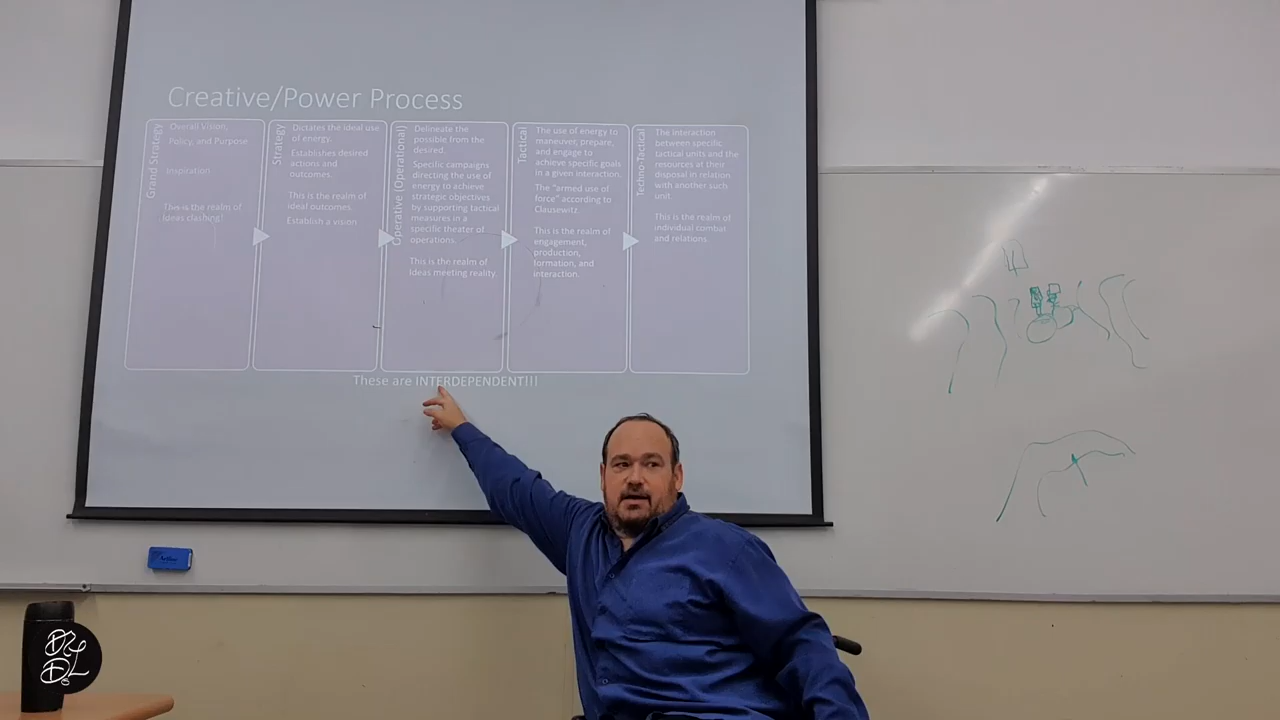 Creative/Power Process
Grand Strategy
Overall Vision,
Policy, and Purpose
Inspiration
This is the realm of
Ideas clashing!
Strategy
Dictates the ideal use
of energy.
Establishes desired
actions and
outcomes.
This is the realm of
ideal outcomes.
Establish a vision
Operative (Operational)
Delineate the
possible from the
desired.
Specific campaigns
directing the use of
energy to achieve
strategic objectives
by supporting tactical
measures in a
specific theater of
operations.
This is the realm of
Ideas meeting reality.
Tactical
The use of energy to
maneuver, prepare,
and engage to
achieve specific goals
in a given interaction.
The "armed use of
force" according to
Clausewitz.
This is the realm of
engagement,
production,
formation, and
interaction.
Techno-Tactical
The interaction
between specific
tactical units and the
resources at their
disposal in relation
with another such
unit.
This is the realm of
individual combat
and relations.
These are INTERDEPENDENT!!!